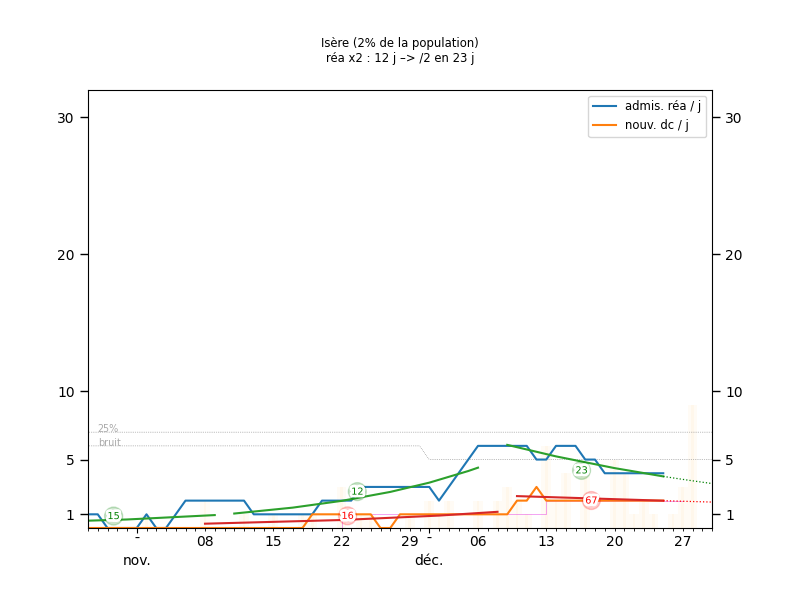 Isère (2% de la population)
réa x2 : 12 j –> /2 en 23 j
admis. réa / j
nouv. dc / j
30 30
20 20
10 10
25%
bruit
5 5
23
12
67
15 16
1 1
- 08 15 22 29 - 06 13 20 27
nov. déc.